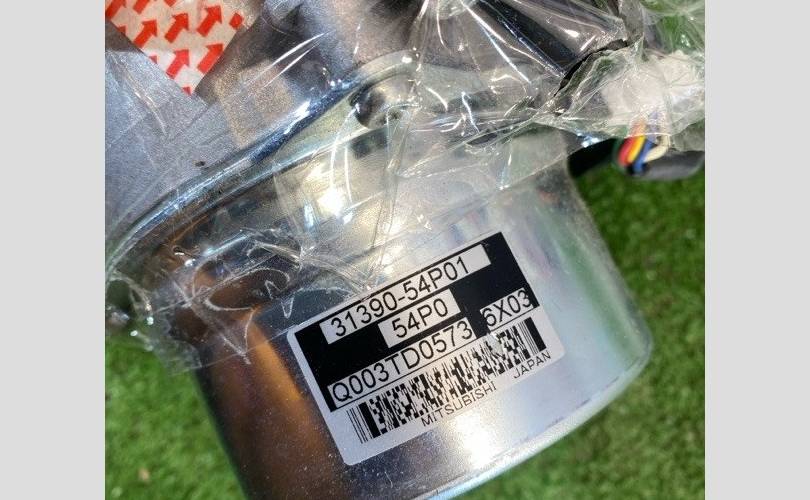 31390-54P01
54P0
Q003TD0573 6X03
MITSUBISHI JAPAN